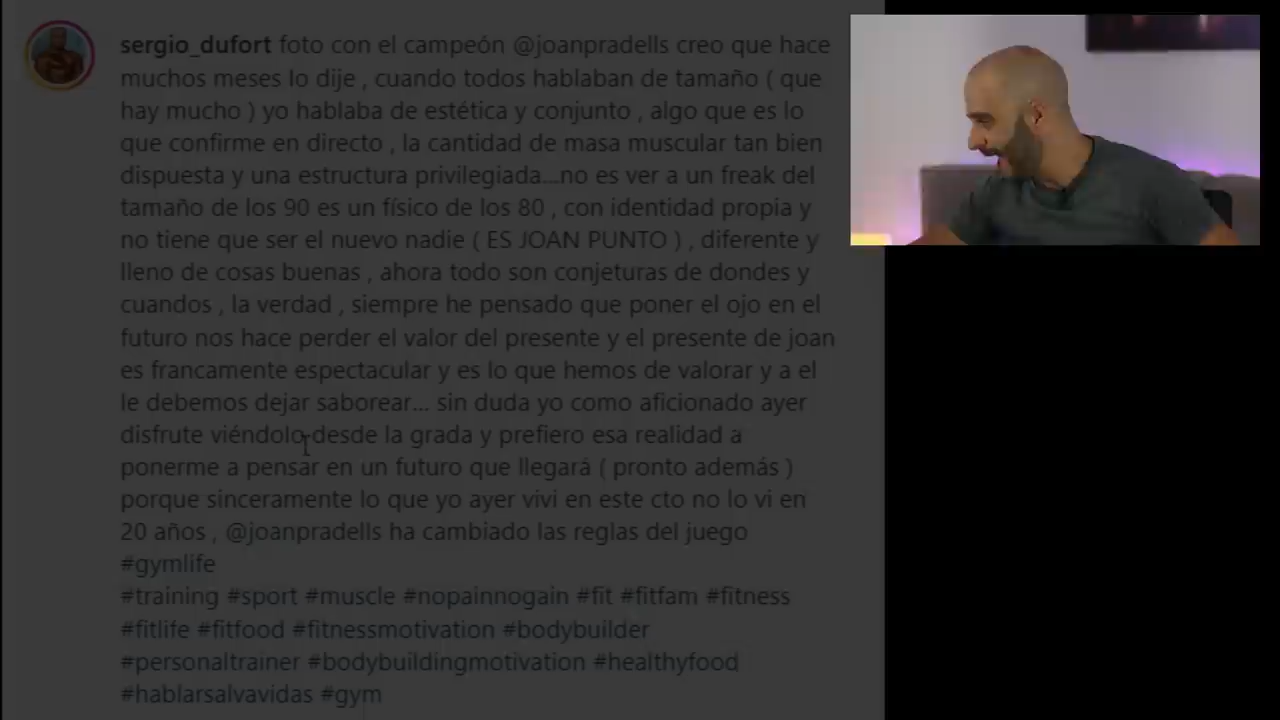 sergio_dufort foto con el campeón @joanpradells creo que hace
muchos meses lo dije , cuando todos hablaban de tamaño ( que
hay mucho ) yo hablaba de estética y conjunto , algo que es lo
que confirme en directo , la cantidad de masa muscular tan bien
dispuesta y una estructura privilegiada...no es ver a un freak del
tamaño de los 90 es un físico de los 80 , con identidad propia y
no tiene que ser el nuevo nadie ( ES JOAN PUNTO ) , diferente y
lleno de cosas buenas , ahora todo son conjeturas de dondes y
cuandos , la verdad , siempre he pensado que poner el ojo en el
futuro nos hace perder el valor del presente y el presente de joan
es francamente espectacular y es lo que hemos de valorar y a el
le debemos dejar saborear... sin duda yo como aficionado ayer
disfrute viéndolo desde la grada y prefiero esa realidad a
ponerme a pensar en un futuro que llegará ( pronto además )
porque sinceramente lo que yo ayer vivi en este cto no lo vi en
20 años , @joanpradells ha cambiado las reglas del juego
#gymlife
#training #sport #muscle #nopainnogain #fit #fitfam #fitness
#fitlife #fitfood #fitnessmotivation #bodybuilder
#personaltrainer #bodybuildingmotivation #healthyfood
#hablarsalvavidas #gym